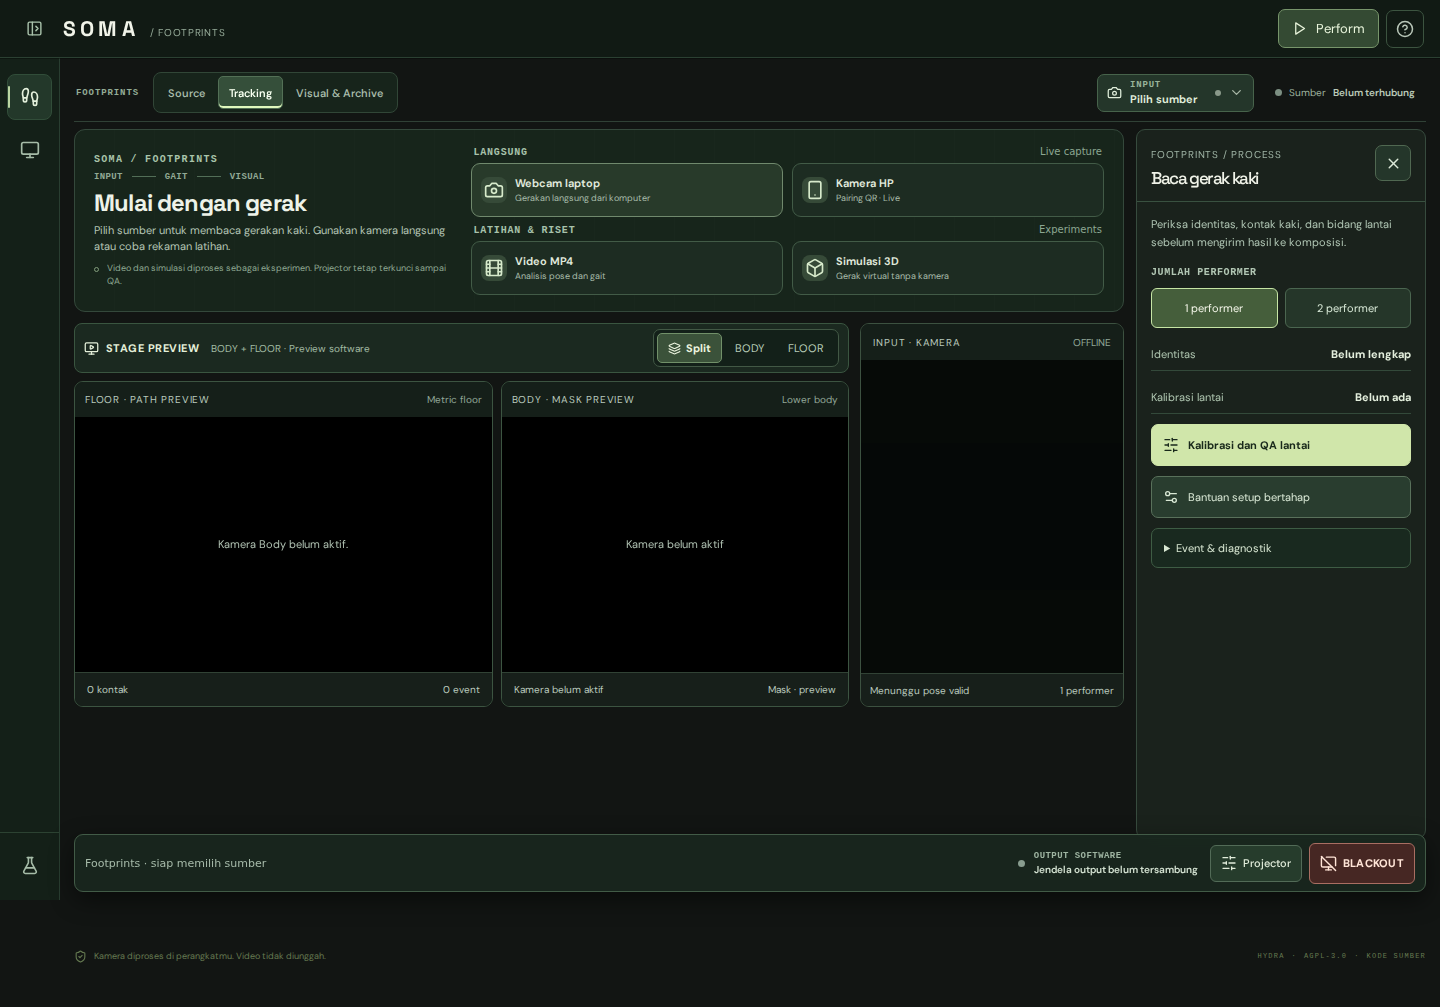 SOMA / FOOTPRINTS
Perform
FOOTPRINTS
Source
Tracking
Visual & Archive
INPUT
Pilih sumber
Sumber Belum terhubung
SOMA / FOOTPRINTS
INPUT GAIT VISUAL
Mulai dengan gerak
Pilih sumber untuk membaca gerakan kaki. Gunakan kamera langsung
atau coba rekaman latihan.
Video dan simulasi diproses sebagai eksperimen. Projector tetap terkunci sampai
QA.
LANGSUNG
Live capture
Webcam laptop
Gerakan langsung dari komputer
Kamera HP
Pairing QR · Live
LATIHAN & RISET
Experiments
Video MP4
Analisis pose dan gait
Simulasi 3D
Gerak virtual tanpa kamera
STAGE PREVIEW
BODY + FLOOR · Preview software
Split
BODY
FLOOR
FLOOR · PATH PREVIEW
Metric floor
Kamera Body belum aktif.
0 kontak
0 event
BODY · MASK PREVIEW
Lower body
Kamera belum aktif
Kamera belum aktif
Mask · preview
INPUT · KAMERA
OFFLINE
Menunggu pose valid
1 performer
FOOTPRINTS / PROCESS
Baca gerak kaki
Periksa identitas, kontak kaki, dan bidang lantai
sebelum mengirim hasil ke komposisi.
JUMLAH PERFORMER
1 performer
2 performer
Identitas
Belum lengkap
Kalibrasi lantai
Belum ada
Kalibrasi dan QA lantai
Bantuan setup bertahap
Event & diagnostik
Footprints · siap memilih sumber
OUTPUT SOFTWARE
Jendela output belum tersambung
Projector
BLACKOUT
Kamera diproses di perangkatmu. Video tidak diunggah.
HYDRA · AGPL-3.0 · KODE SUMBER